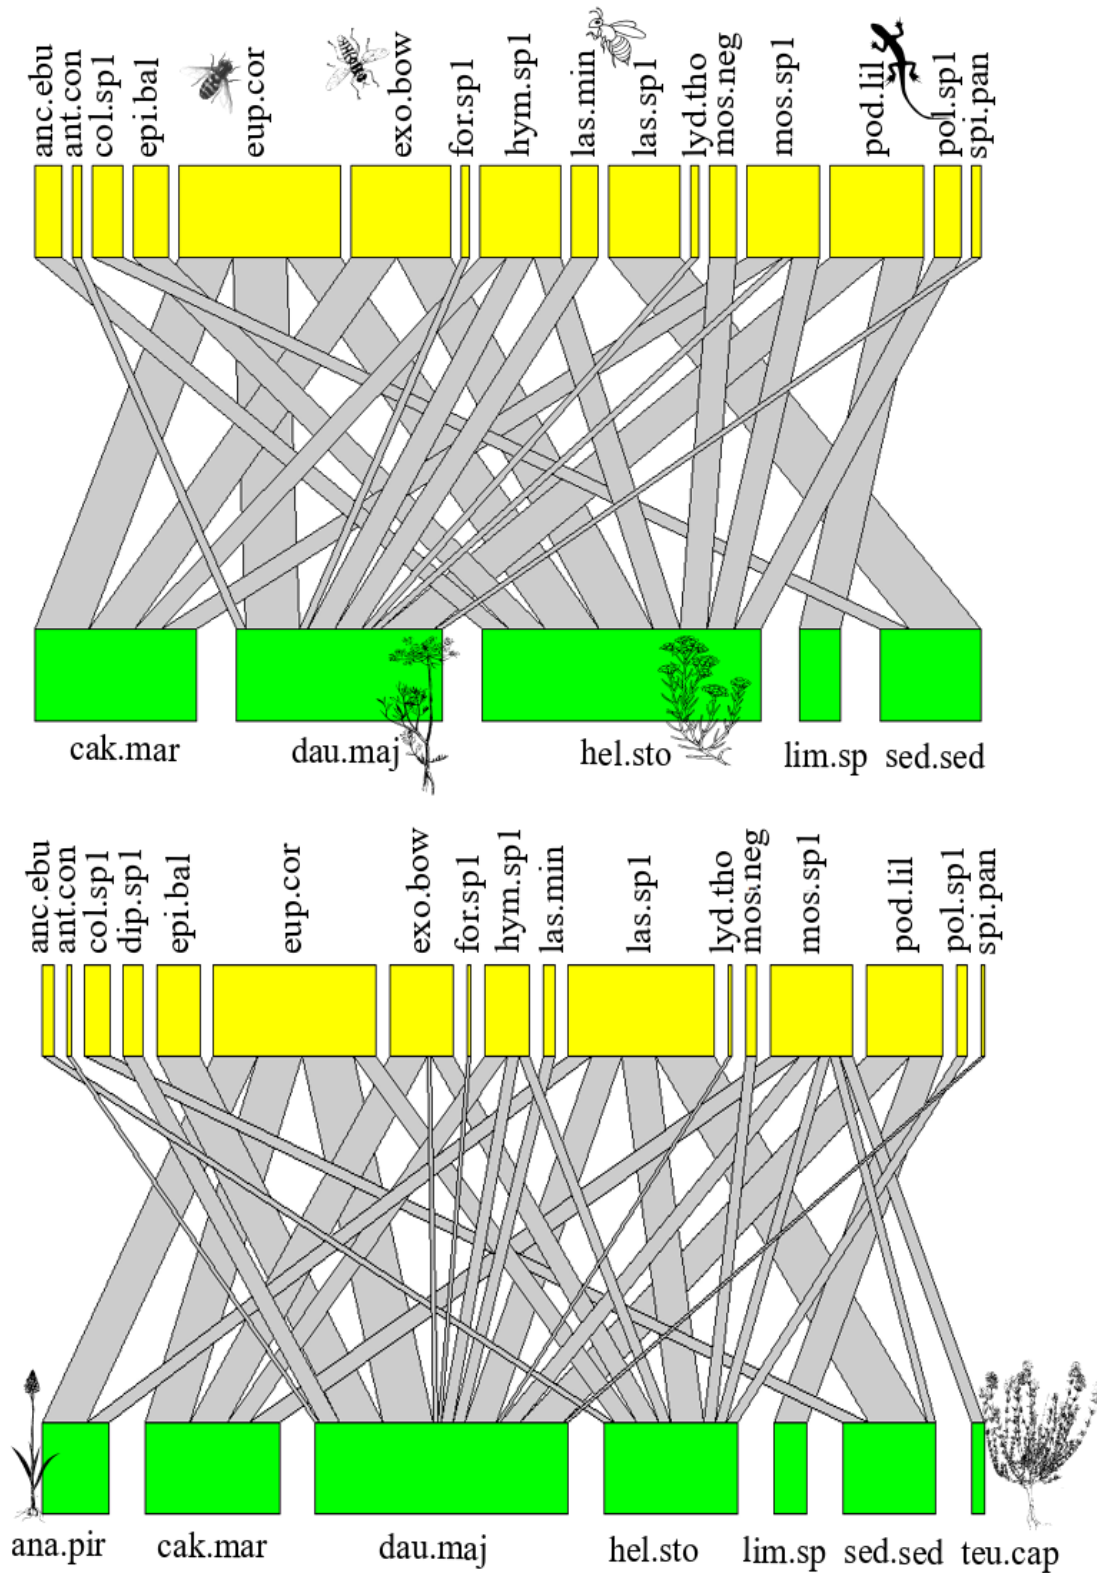 anc.ebu
ant.con
col.sp1
epi.bal
eup.cor
exo.bow
for.sp1
hym.sp1
las.min
las.sp1
lyd.tho
mos.neg
mos.sp1
pod.lil
pol.sp1
spi.pan
cak.mar
dau.maj
hel.sto
lim.sp
sed.sed
anc.ebu
ant.con
col.sp1
dip.sp1
epi.bal
eup.cor
exo.bow
for.sp1
hym.sp1
las.min
las.sp1
lyd.tho
mos.neg
mos.sp1
pod.lil
pol.sp1
spi.pan
ana.pir
cak.mar
dau.maj
hel.sto
lim.sp
sed.sed
teu.cap